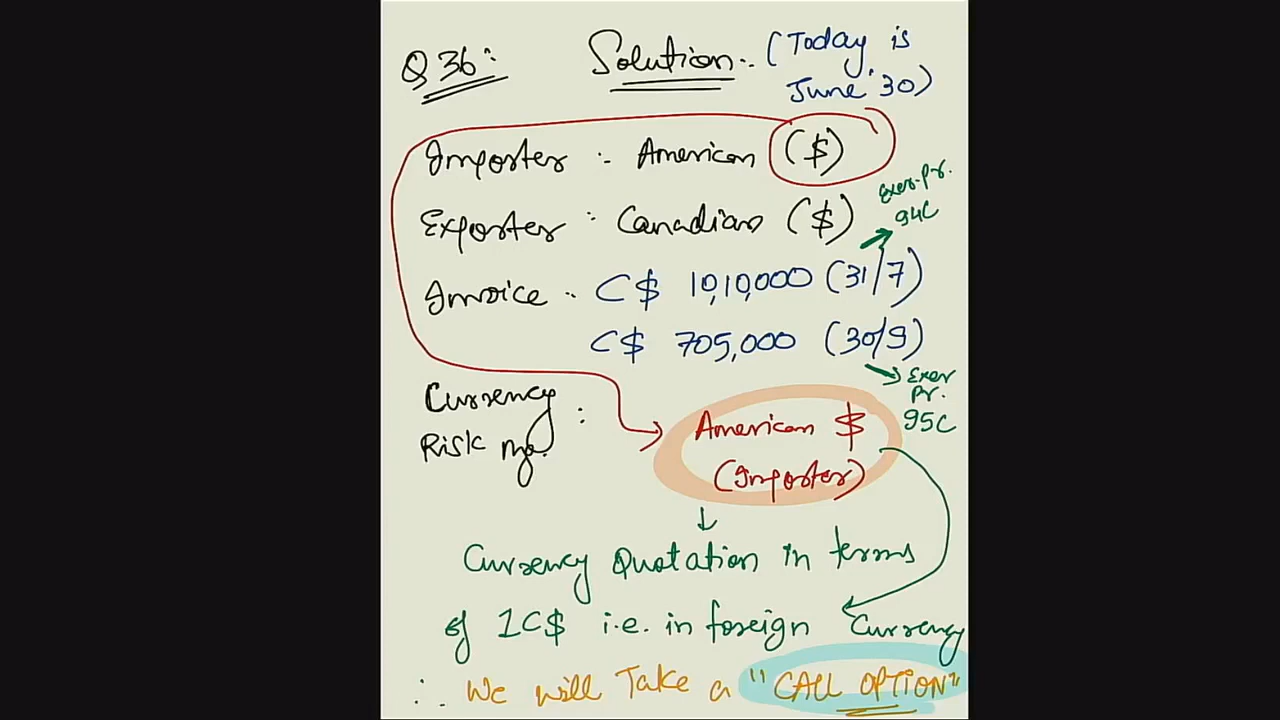 Q 36: Solution:. (Today is
June 30)
Importer :- American ($)
Exporter : Canadian ($)
Exer. pr.
94C
Invoice :- C$ 10,10,000 (31/7)
C$ 705,000 (30/9)
Exer
pr.
95C
Currency :
Risk mg.
American $
(Importer)
Currency Quotation in terms
of 1C$ i.e. in foreign Currency
∴ We will Take a "CALL OPTION"